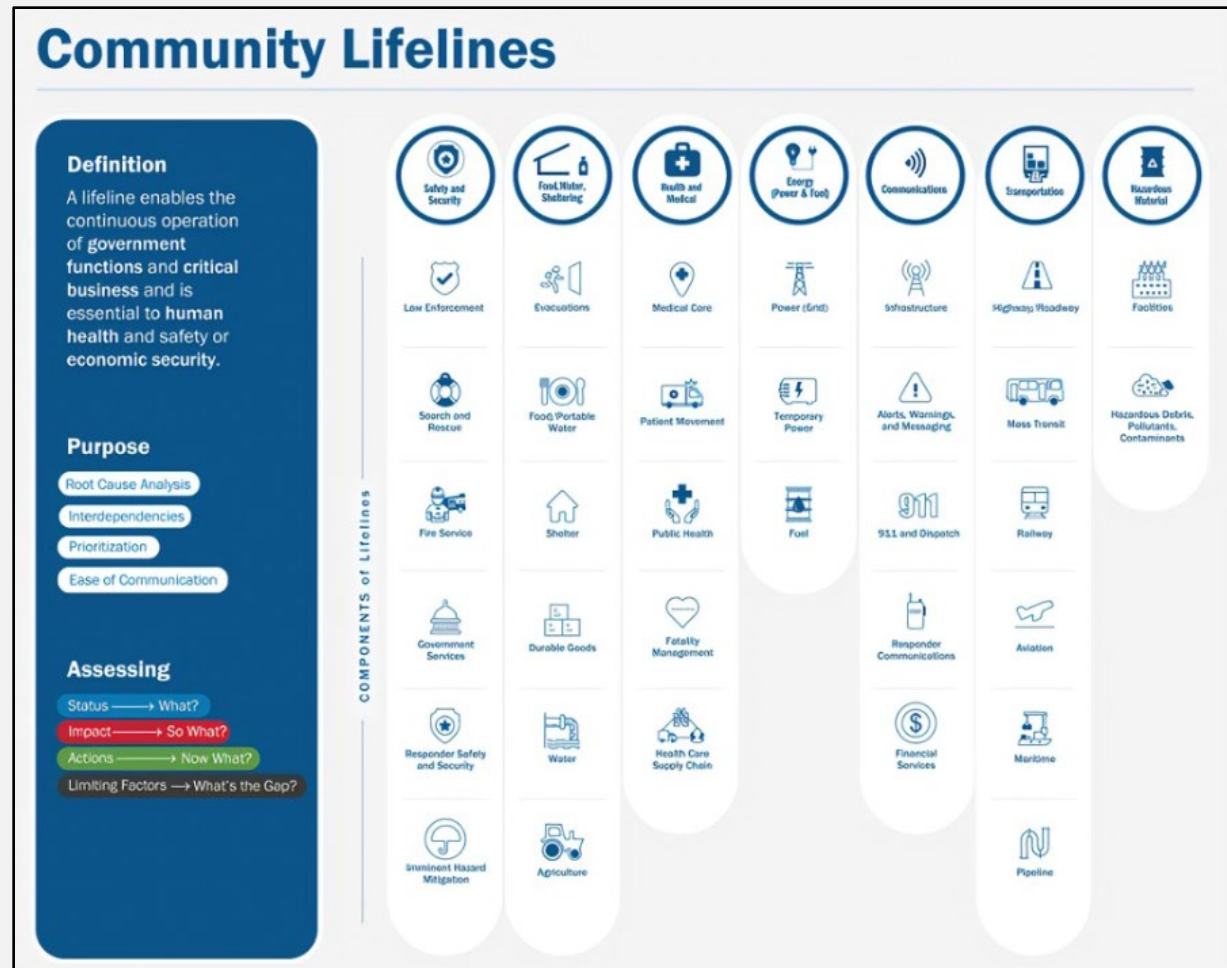 Community Lifelines
Definition
A lifeline enables the
continuous operation
of government
functions and critical
business and is
essential to human
health and safety or
economic security.
Purpose
Root Cause Analysis
Interdependencies
Prioritization
Ease of Communication
Assessing
Status → What?
Impact → So What?
Actions → Now What?
Limiting Factors → What's the Gap?
COMPONENTS of Lifelines
Safety and
Security
Law Enforcement
Search and
Rescue
Fire Service
Government
Services
Responder Safety
and Security
Imminent Hazard
Mitigation
Food, Water,
Sheltering
Evacuations
Food/Portable
Water
Shelter
Durable Goods
Water
Agriculture
Health and
Medical
Medical Care
Patient Movement
Public Health
Fatality
Management
Health Care
Supply Chain
Energy
(Power & Fuel)
Power (Grid)
Temporary
Power
Fuel
Communications
Infrastructure
Alerts, Warnings,
and Messaging
911
911 and Dispatch
Responder
Communications
$
Financial
Services
Transportation
Highway/Roadway
Mass Transit
Railway
Aviation
Maritime
Pipeline
Hazardous
Material
Facilities
Hazardous Debris,
Pollutants,
Contaminants